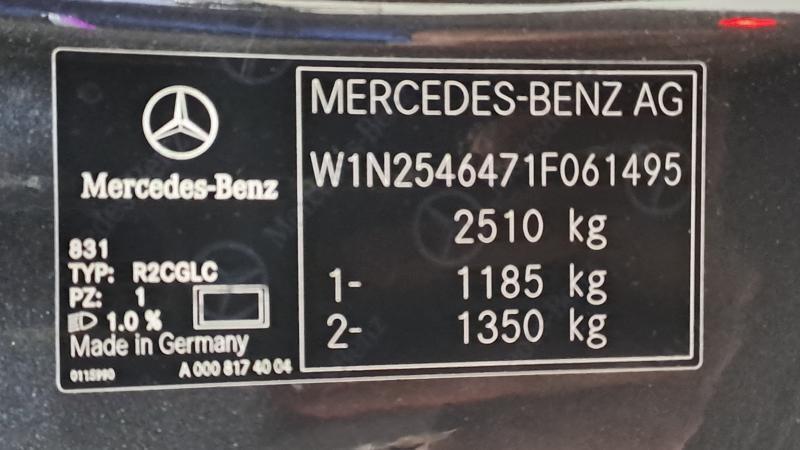 Mercedes-Benz
831
TYP: R2CGLC
PZ: 1
1.0 %
Made in Germany
0115990 A 000 817 40 04
MERCEDES-BENZ AG
W1N2546471F061495
2510 kg
1- 1185 kg
2- 1350 kg